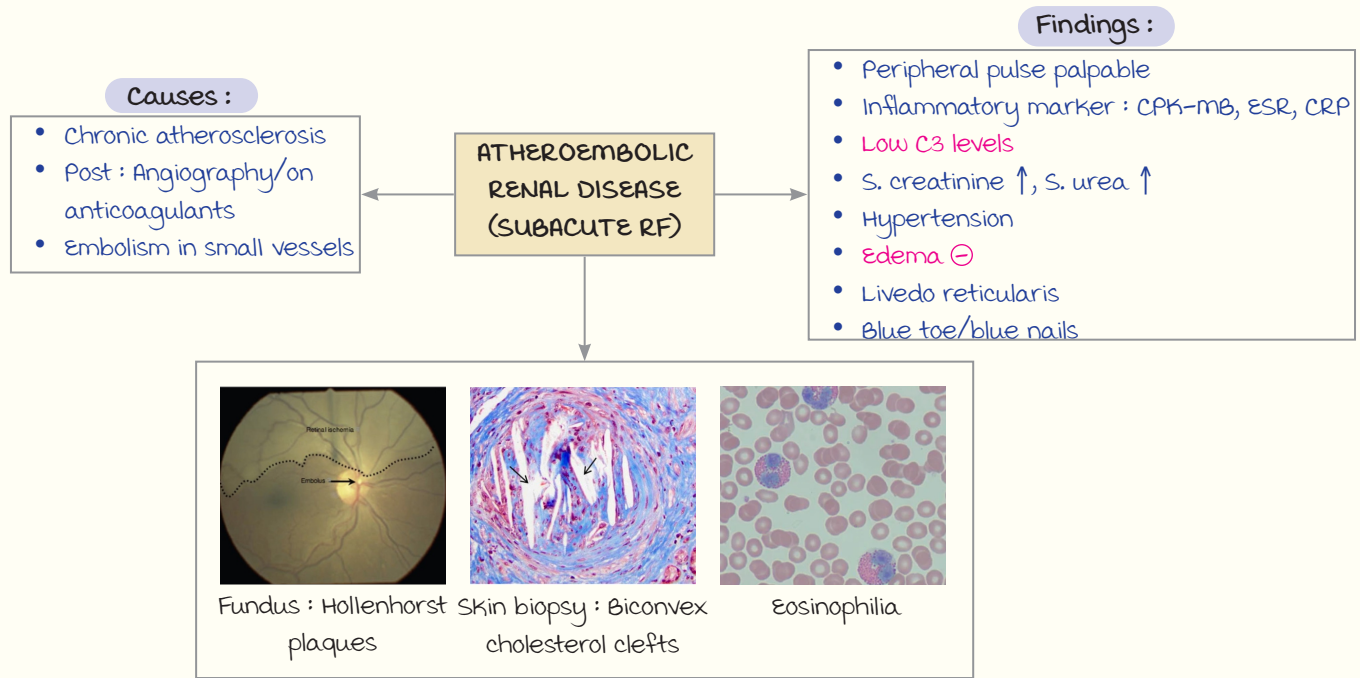 Causes :
• Chronic atherosclerosis
• Post : Angiography/on
anticoagulants
• Embolism in small vessels
ATHEROEMBOLIC
RENAL DISEASE
(SUBACUTE RF)
Findings :
• Peripheral pulse palpable
• Inflammatory marker : CPK-MB, ESR, CRP
• Low C3 levels
• S. creatinine ↑, S. urea ↑
• Hypertension
• Edema ⊖
• Livedo reticularis
• Blue toe/blue nails
Retinal ischemia
Embolus
Fundus : Hollenhorst
plaques
Skin biopsy : Biconvex
cholesterol clefts
Eosinophilia